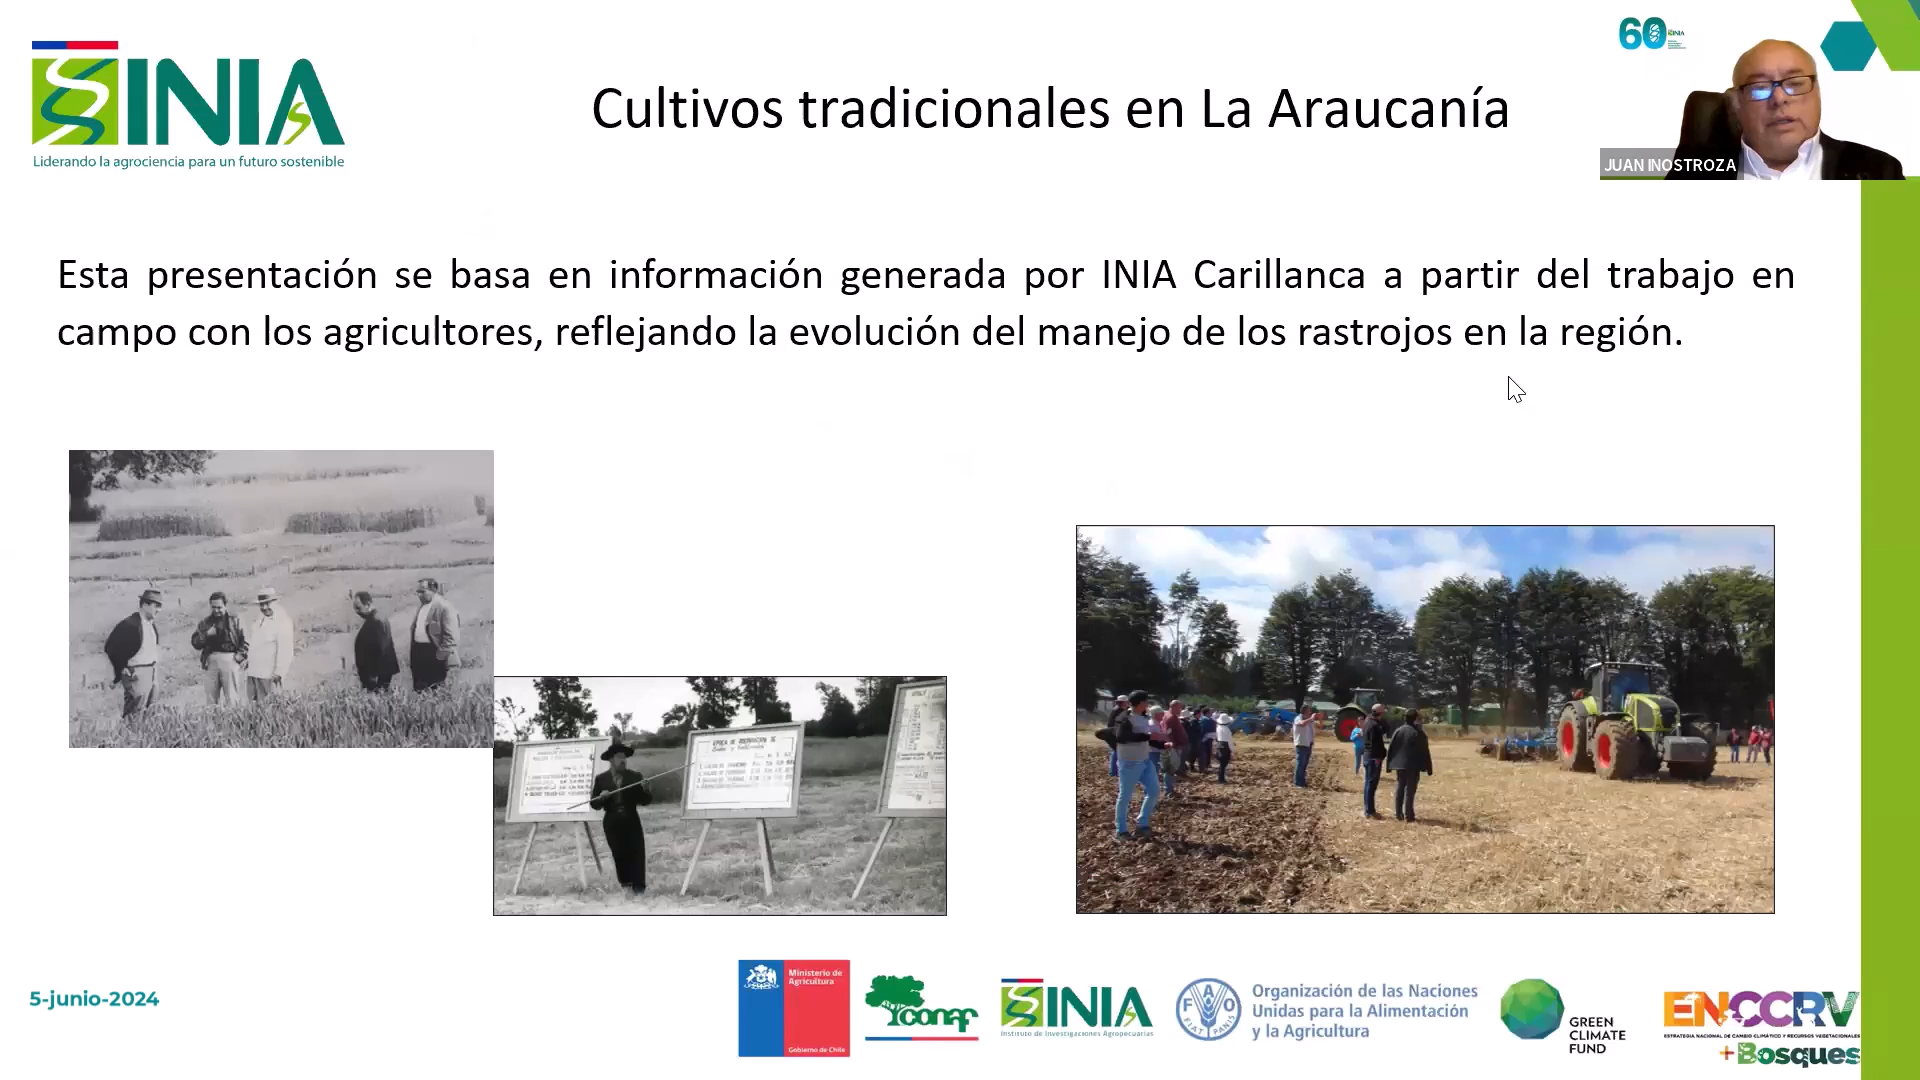 60 INIA
INIA
Liderando la agrociencia para un futuro sostenible
Cultivos tradicionales en La Araucanía
JUAN INOSTROZA
Esta presentación se basa en información generada por INIA Carillanca a partir del trabajo en
campo con los agricultores, reflejando la evolución del manejo de los rastrojos en la región.
5-junio-2024
Ministerio de
Agricultura
Gobierno de Chile
conaf
INIA
Instituto de Investigaciones Agropecuarias
FAO
FIAT PANIS
Organización de las Naciones
Unidas para la Alimentación
y la Agricultura
GREEN
CLIMATE
FUND
ENCCRV
ESTRATEGIA NACIONAL DE CAMBIO CLIMÁTICO Y RECURSOS VEGETACIONALES
+Bosques